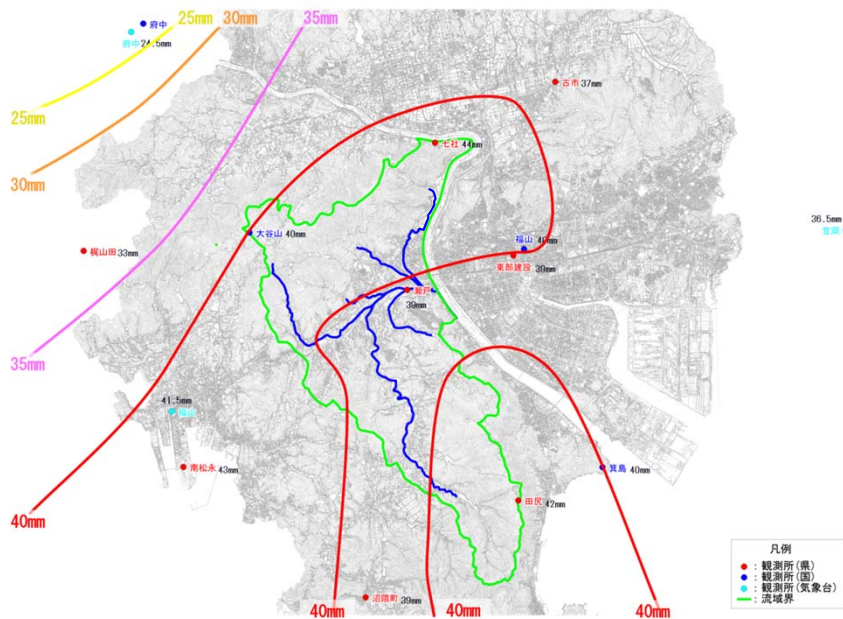 25mm
30mm
35mm
府中
府中 24.5mm
古市 37mm
25mm
七社 44mm
30mm
36.5mm
大谷山 40mm
福山 40mm
梶山田 33mm
東部建設 39mm
瀬戸
39mm
35mm
41.5mm
福山
南松永 43mm
箕島 40mm
田尻 42mm
40mm
凡例
:観測所(県)
:観測所(国)
:観測所(気象台)
:流域界
沼隈町 39mm
40mm
40mm
40mm